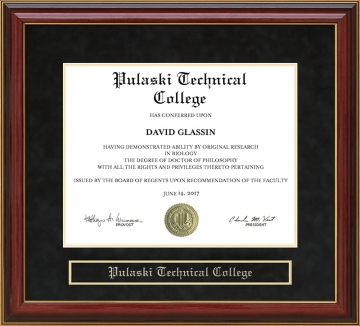 Pulaski Technical
College
HAS CONFERRED UPON
DAVID GLASSIN
HAVING DEMONSTRATED ABILITY BY ORIGINAL RESEARCH
IN BIOLOGY
THE DEGREE OF DOCTOR OF PHILOSOPHY
WITH ALL THE RIGHTS AND PRIVILEGES THERETO PERTAINING
ISSUED BY THE BOARD OF REGENTS UPON RECOMMENDATION OF THE FACULTY
JUNE 14, 2017
PROVOST
PRESIDENT
Pulaski Technical College